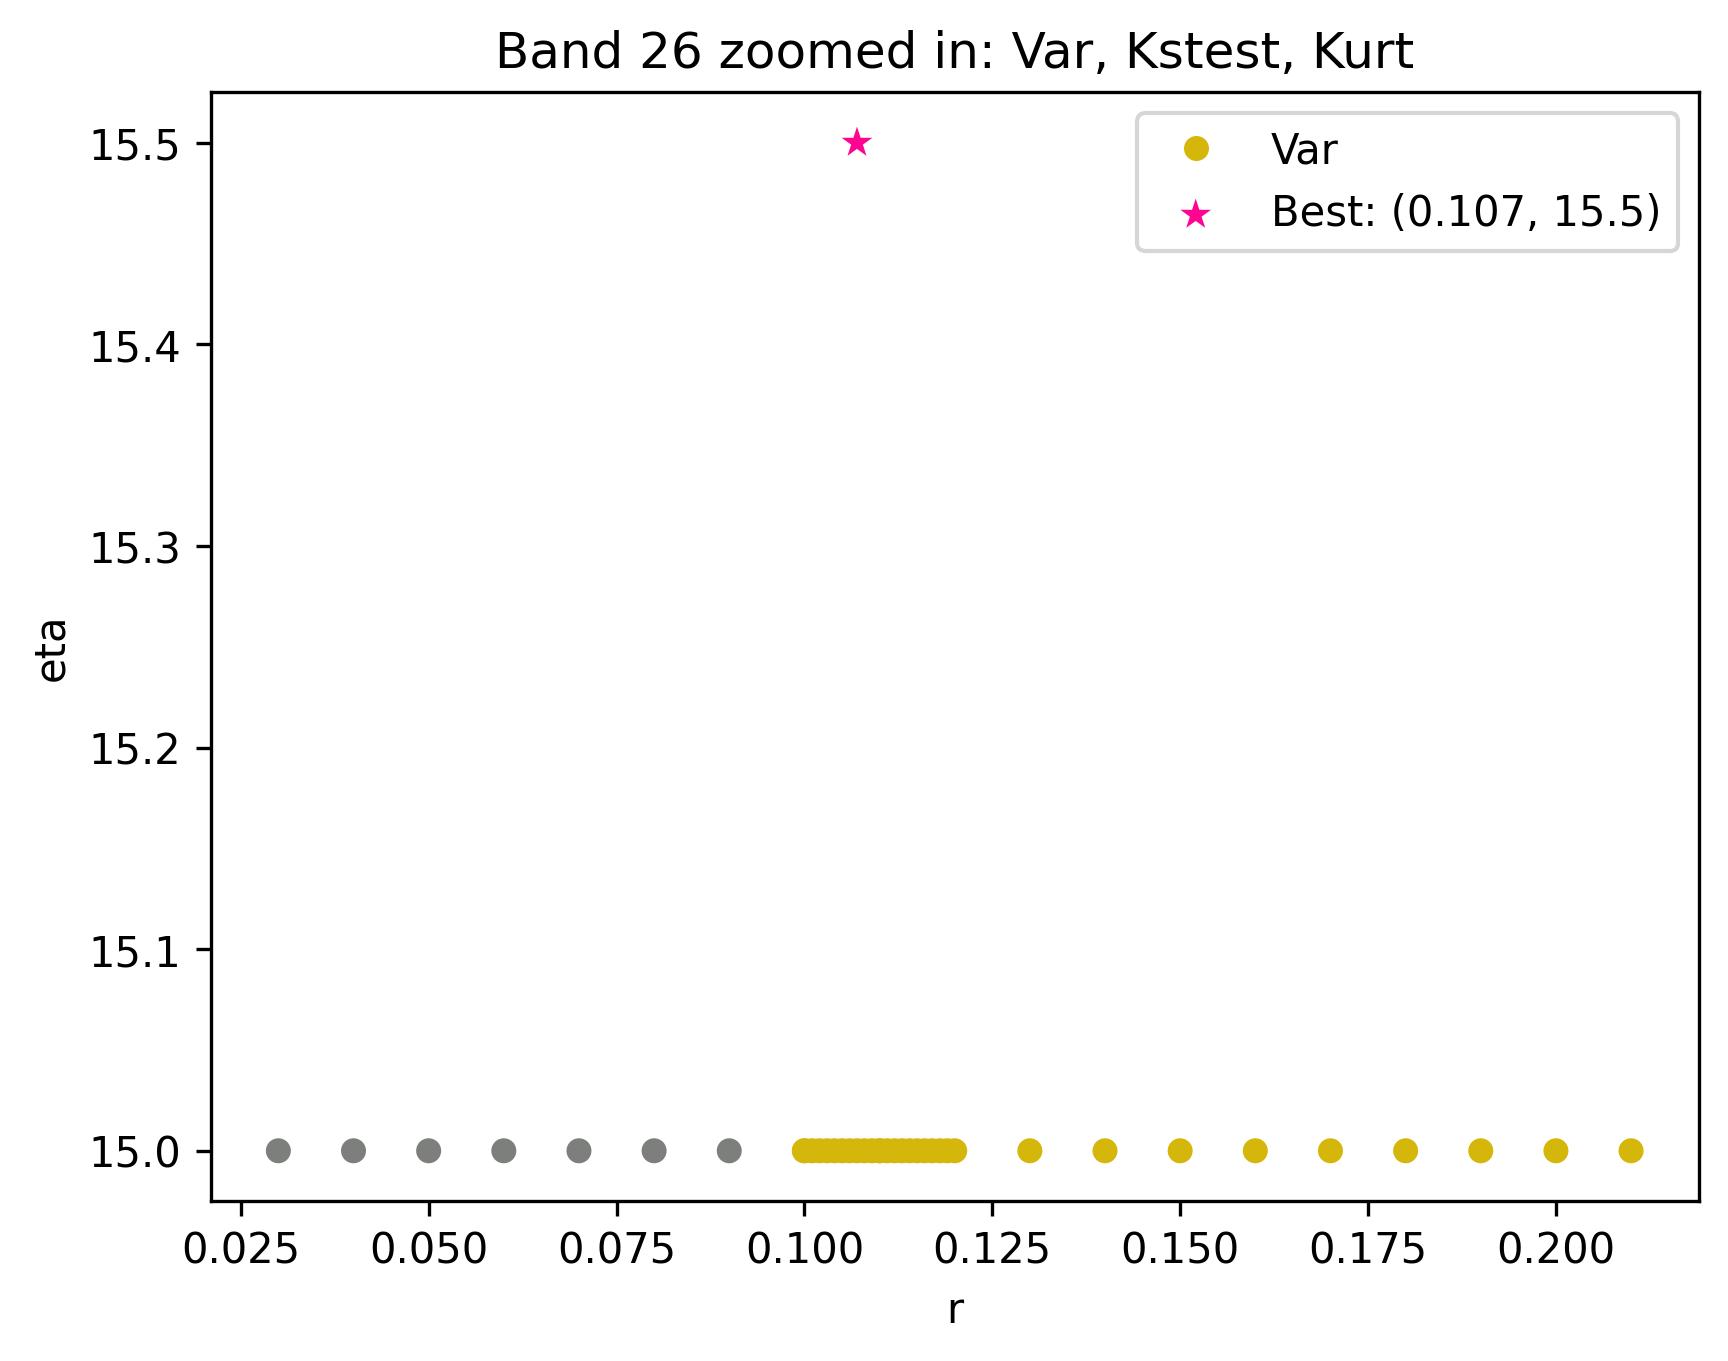 Band 26 zoomed in: Var, Kstest, Kurt
Var
Best: (0.107, 15.5)
15.5
15.4
15.3
15.2
15.1
15.0
eta
0.025 0.050 0.075 0.100 0.125 0.150 0.175 0.200
r